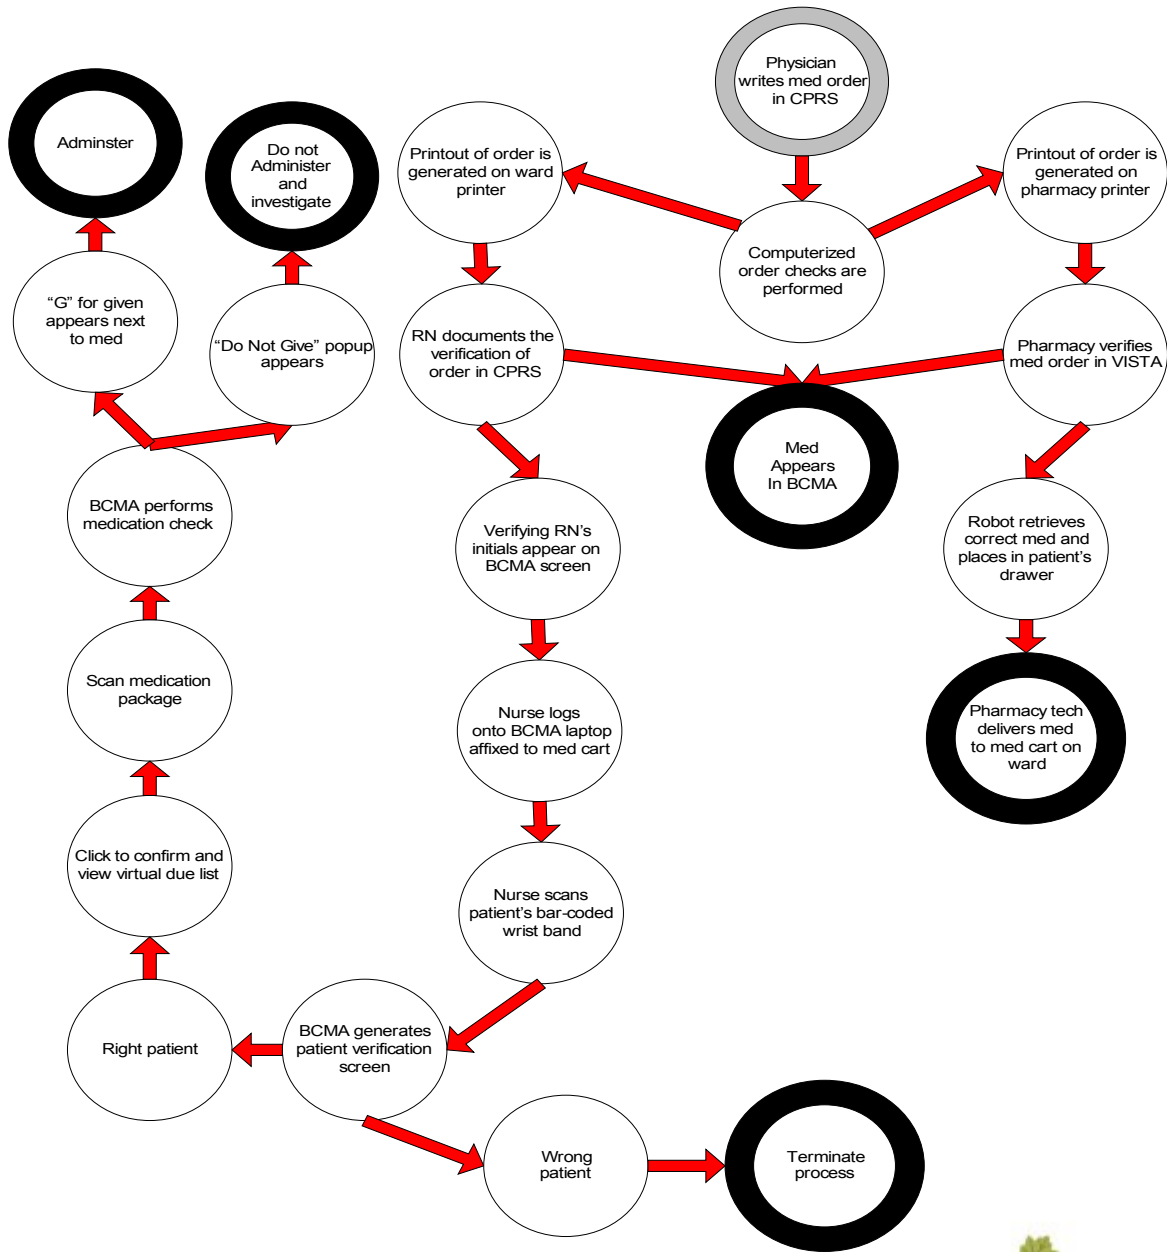 Physician
writes med order
in CPRS
Adminster
Do not
Administer
and
investigate
Printout of order is
generated on ward
printer
Printout of order is
generated on
pharmacy printer
Computerized
order checks are
performed
"G" for given
appears next
to med
"Do Not Give" popup
appears
RN documents the
verification of
order in CPRS
Pharmacy verifies
med order in VISTA
Med
Appears
In BCMA
BCMA performs
medication check
Verifying RN's
initials appear on
BCMA screen
Robot retrieves
correct med and
places in patient's
drawer
Scan medication
package
Nurse logs
onto BCMA laptop
affixed to med cart
Pharmacy tech
delivers med
to med cart on
ward
Click to confirm and
view virtual due list
Nurse scans
patient's bar-coded
wrist band
Right patient
BCMA generates
patient verification
screen
Wrong
patient
Terminate
process